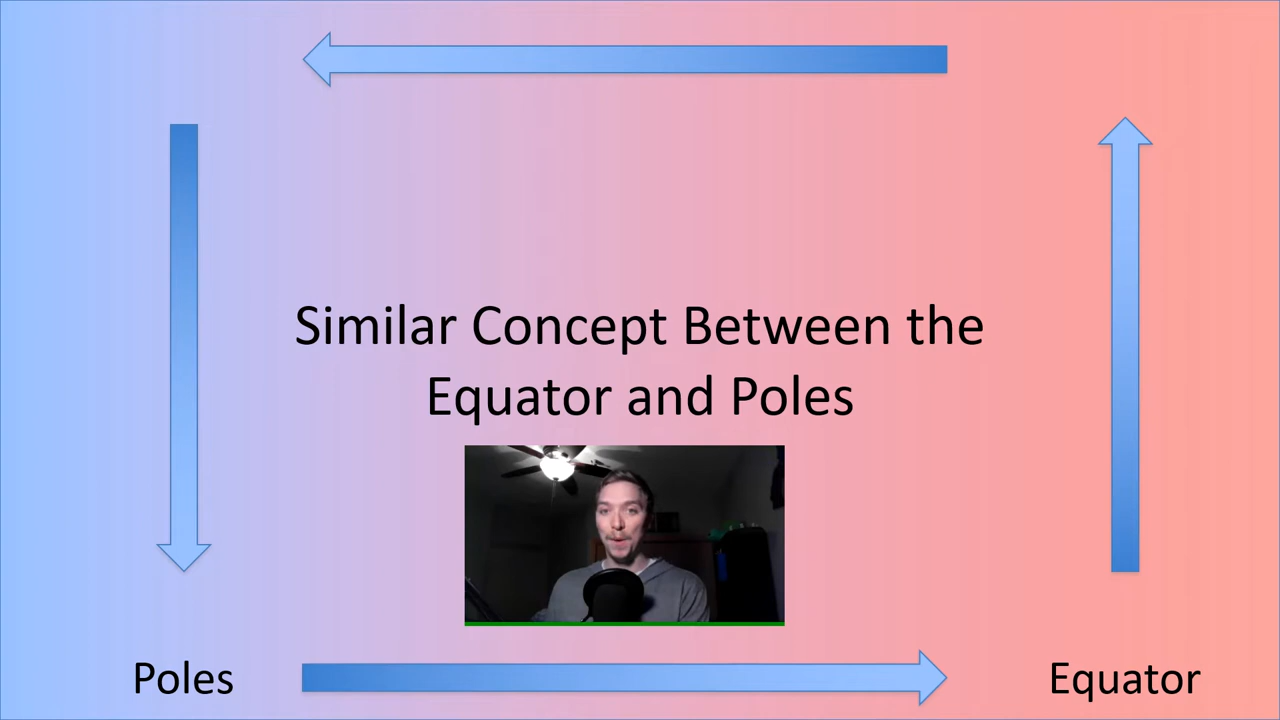 Similar Concept Between the
Equator and Poles
Poles
Equator